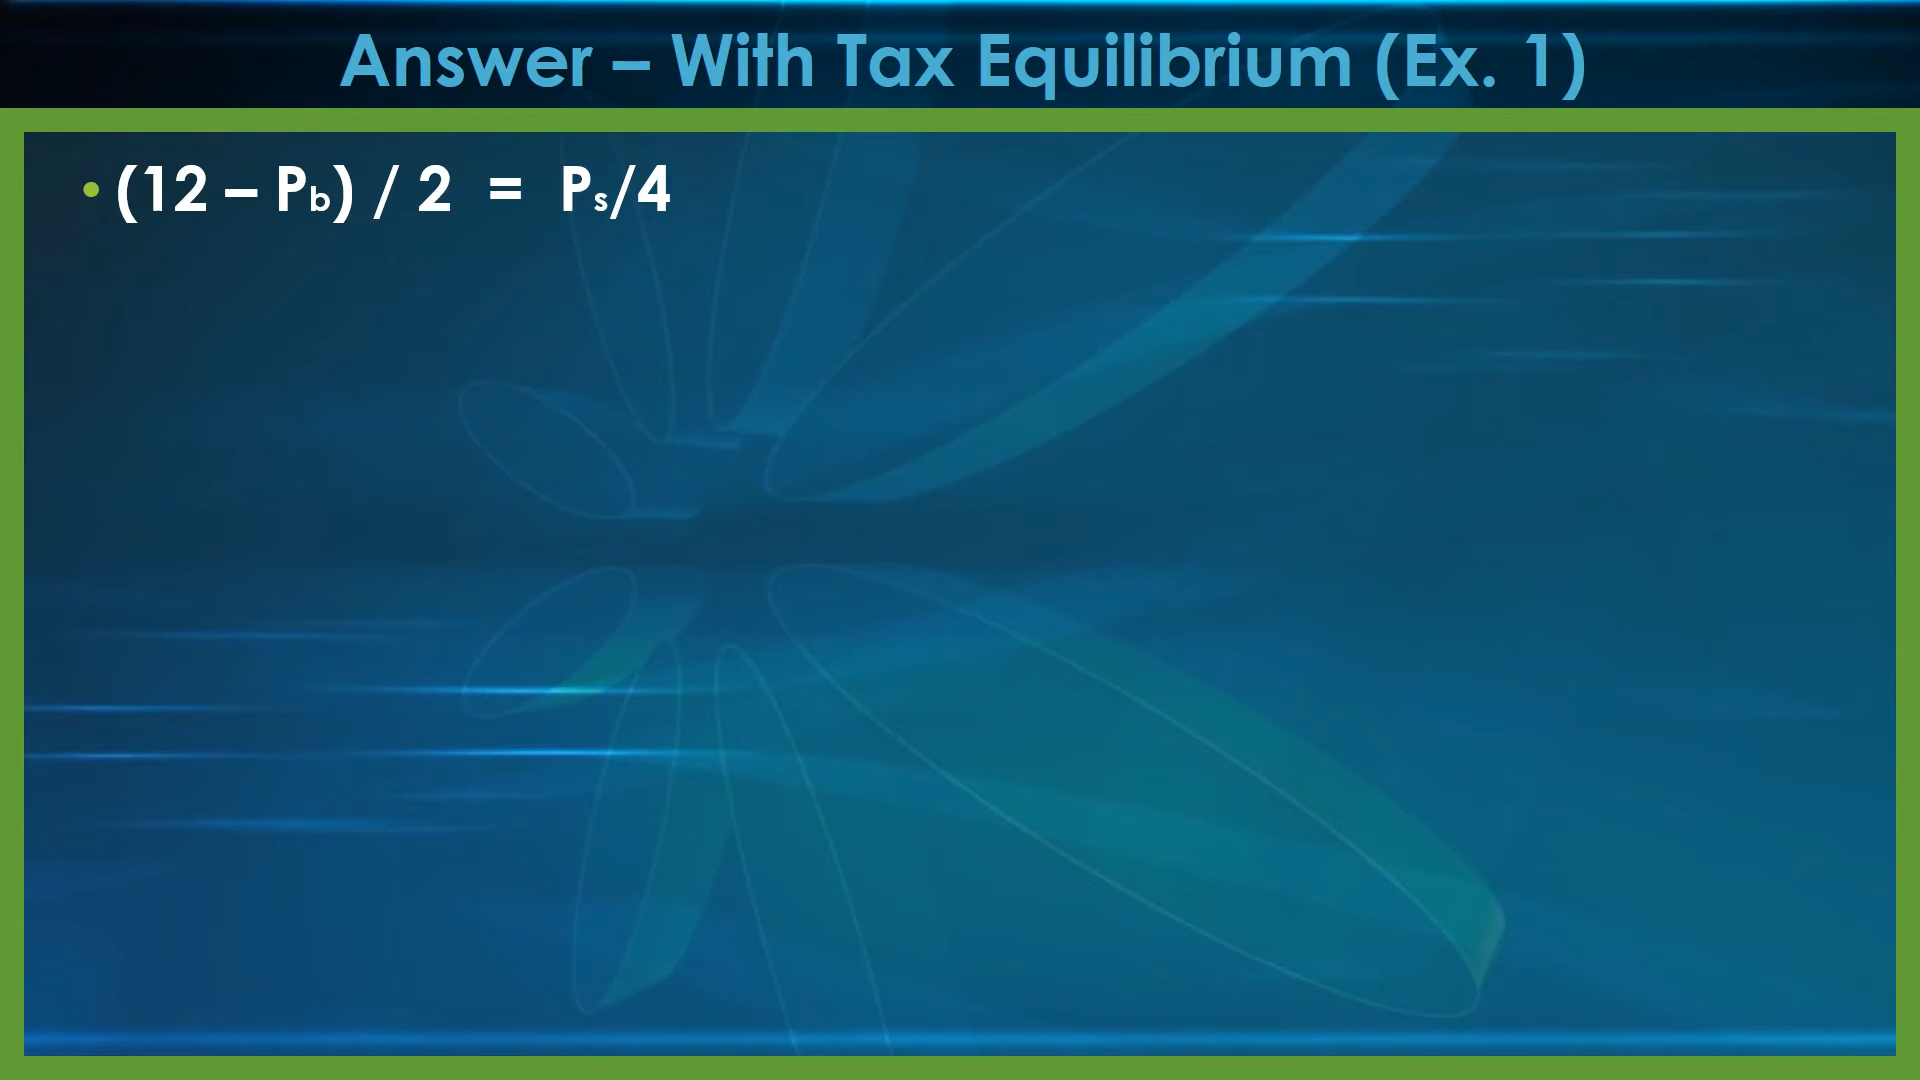 Answer – With Tax Equilibrium (Ex. 1)
• (12 – Pb) / 2 = Ps/4